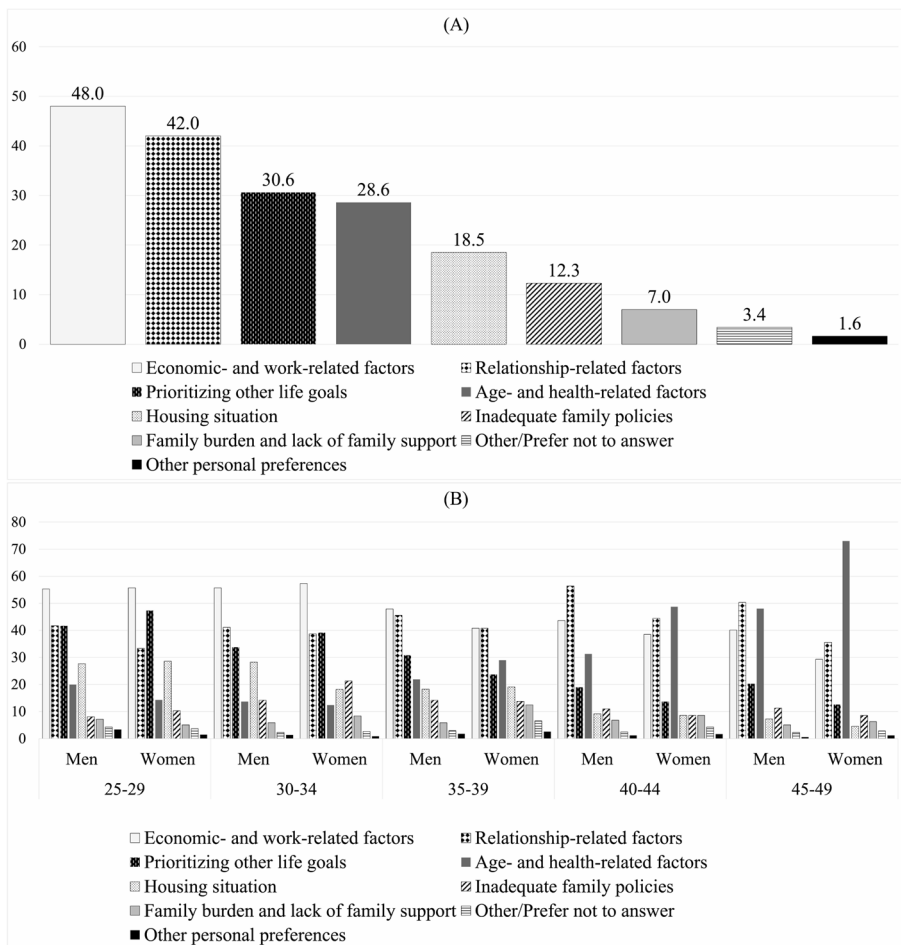 (A)
60
50
40
30
20
10
0
48.0
42.0
30.6
28.6
18.5
12.3
7.0
3.4
1.6
Economic- and work-related factors
Relationship-related factors
Prioritizing other life goals
Age- and health-related factors
Housing situation
Inadequate family policies
Family burden and lack of family support
Other/Prefer not to answer
Other personal preferences
(B)
80
70
60
50
40
30
20
10
0
Men Women Men Women Men Women Men Women Men Women
25-29 30-34 35-39 40-44 45-49
Economic- and work-related factors
Relationship-related factors
Prioritizing other life goals
Age- and health-related factors
Housing situation
Inadequate family policies
Family burden and lack of family support
Other/Prefer not to answer
Other personal preferences